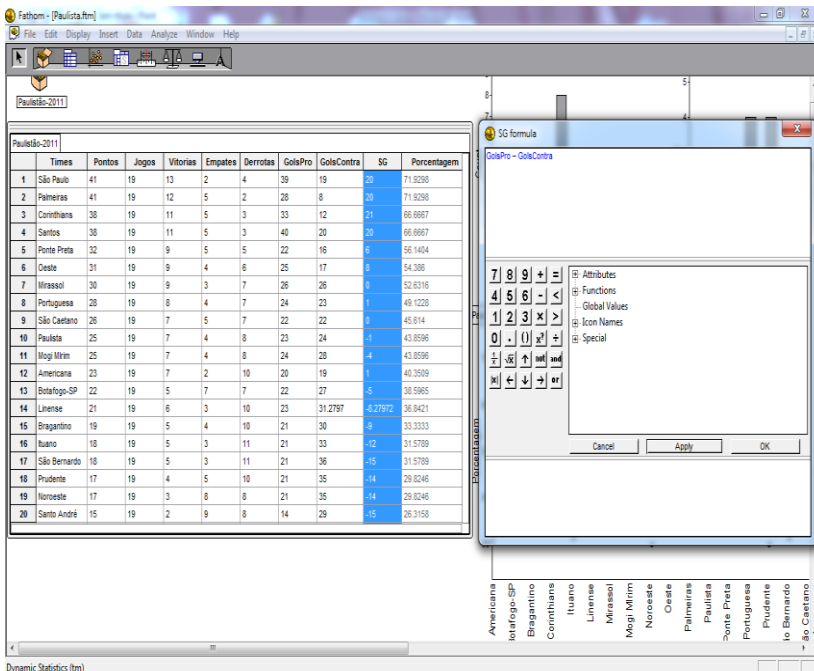 Fathom - [Paulista.ftm]
File Edit Display Insert Data Analyze Window Help
Paulistão-2011
Paulistão-2011
Times Pontos Jogos Vitorias Empates Derrotas GolsPro GolsContra SG Porcentagem
1 São Paulo 41 19 13 2 4 39 19 20 71.9298
2 Palmeiras 41 19 12 5 2 28 8 20 71.9298
3 Corinthians 38 19 11 5 3 33 12 21 66.6667
4 Santos 38 19 11 5 3 40 20 20 66.6667
5 Ponte Preta 32 19 9 5 5 22 16 6 56.1404
6 Oeste 31 19 9 4 6 25 17 8 54.386
7 Mirassol 30 19 9 3 7 26 26 0 52.6316
8 Portuguesa 28 19 8 4 7 24 23 1 49.1228
9 São Caetano 26 19 7 5 7 22 22 0 45.614
10 Paulista 25 19 7 4 8 23 24 -1 43.8596
11 Mogi Mirim 25 19 7 4 8 24 28 -4 43.8596
12 Americana 23 19 7 2 10 20 19 1 40.3509
13 Botafogo-SP 22 19 5 7 7 22 27 -5 38.5965
14 Linense 21 19 6 3 10 23 31.2797 -8.27972 36.8421
15 Bragantino 19 19 5 4 10 21 30 -9 33.3333
16 Ituano 18 19 5 3 11 21 33 -12 31.5789
17 São Bernardo 18 19 5 3 11 21 36 -15 31.5789
18 Prudente 17 19 4 5 10 21 35 -14 29.8246
19 Noroeste 17 19 3 8 8 21 35 -14 29.8246
20 Santo André 15 19 2 9 8 14 29 -15 26.3158
8
7
5
4
SG formula
GolsPro – GolsContra
7 8 9 + =
4 5 6 - <
1 2 3 × >
0 . () x² ÷
√x ↑ not and
|x| ← ↓ → or
Attributes
Functions
Global Values
Icon Names
Special
Cancel Apply OK
Porcentagem
Americana
lotafogo-SP
Bragantino
Corinthians
Ituano
Linense
Mirassol
Mogi Mirim
Noroeste
Oeste
Palmeiras
Paulista
Ponte Preta
Portuguesa
Prudente
io Bernardo
ão Caetano
Dynamic Statistics (tm)